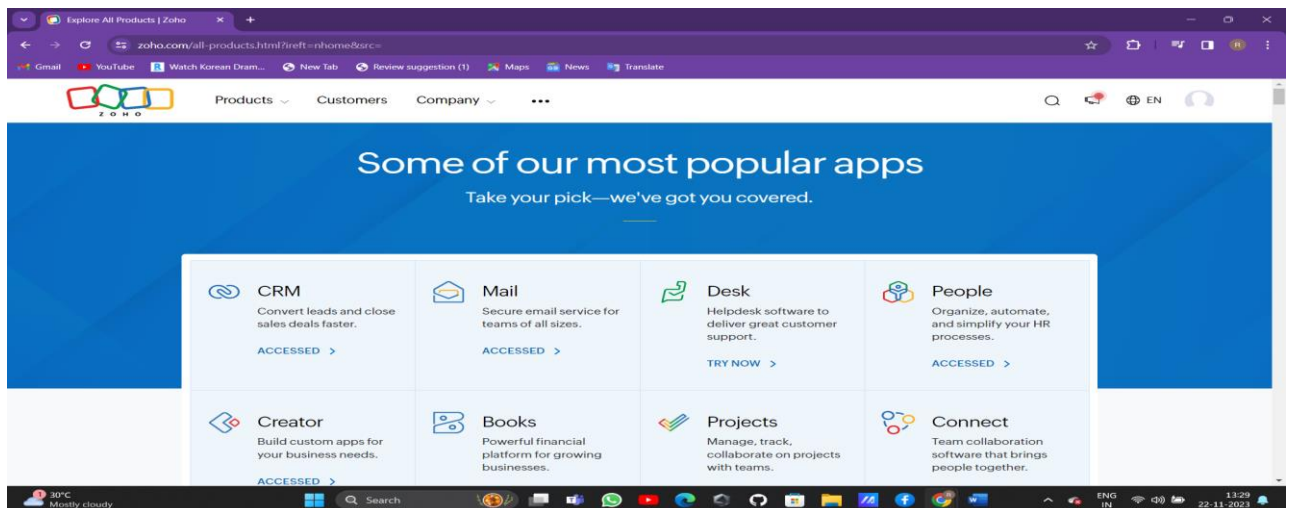 Explore All Products | Zoho
zoho.com/all-products.html?ireft=nhome&src=
Gmail YouTube Watch Korean Dram... New Tab Review suggestion (1) Maps News Translate
ZOHO
Products Customers Company ••• EN
Some of our most popular apps
Take your pick—we've got you covered.
CRM
Convert leads and close
sales deals faster.
ACCESSED >
Mail
Secure email service for
teams of all sizes.
ACCESSED >
Desk
Helpdesk software to
deliver great customer
support.
TRY NOW >
People
Organize, automate,
and simplify your HR
processes.
ACCESSED >
Creator
Build custom apps for
your business needs.
ACCESSED >
Books
Powerful financial
platform for growing
businesses.
Projects
Manage, track,
collaborate on projects
with teams.
Connect
Team collaboration
software that brings
people together.
30°C
Mostly cloudy
Search
ENG
IN
13:29
22-11-2023